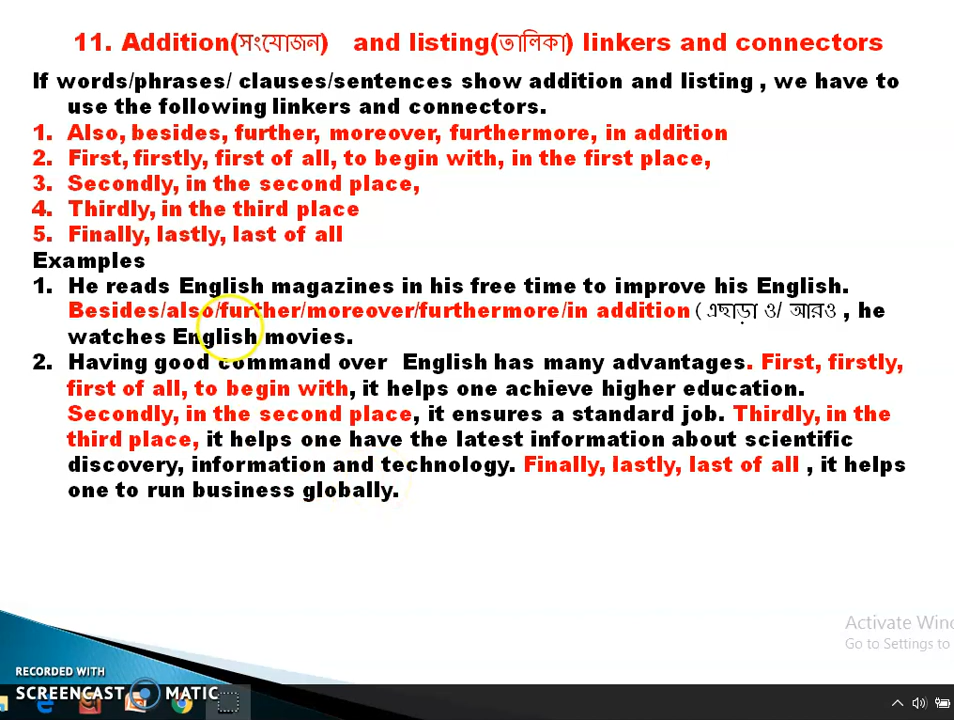 11. Addition(সংযোজন) and listing(তালিকা) linkers and connectors
If words/phrases/ clauses/sentences show addition and listing , we have to
use the following linkers and connectors.
1. Also, besides, further, moreover, furthermore, in addition
2. First, firstly, first of all, to begin with, in the first place,
3. Secondly, in the second place,
4. Thirdly, in the third place
5. Finally, lastly, last of all
Examples
1. He reads English magazines in his free time to improve his English.
Besides/also/further/moreover/furthermore/in addition (এছাড়া ও/ আরও , he
watches English movies.
2. Having good command over English has many advantages. First, firstly,
first of all, to begin with, it helps one achieve higher education.
Secondly, in the second place, it ensures a standard job. Thirdly, in the
third place, it helps one have the latest information about scientific
discovery, information and technology. Finally, lastly, last of all , it helps
one to run business globally.
Activate Win
Go to Settings to
RECORDED WITH
SCREENCAST MATIC